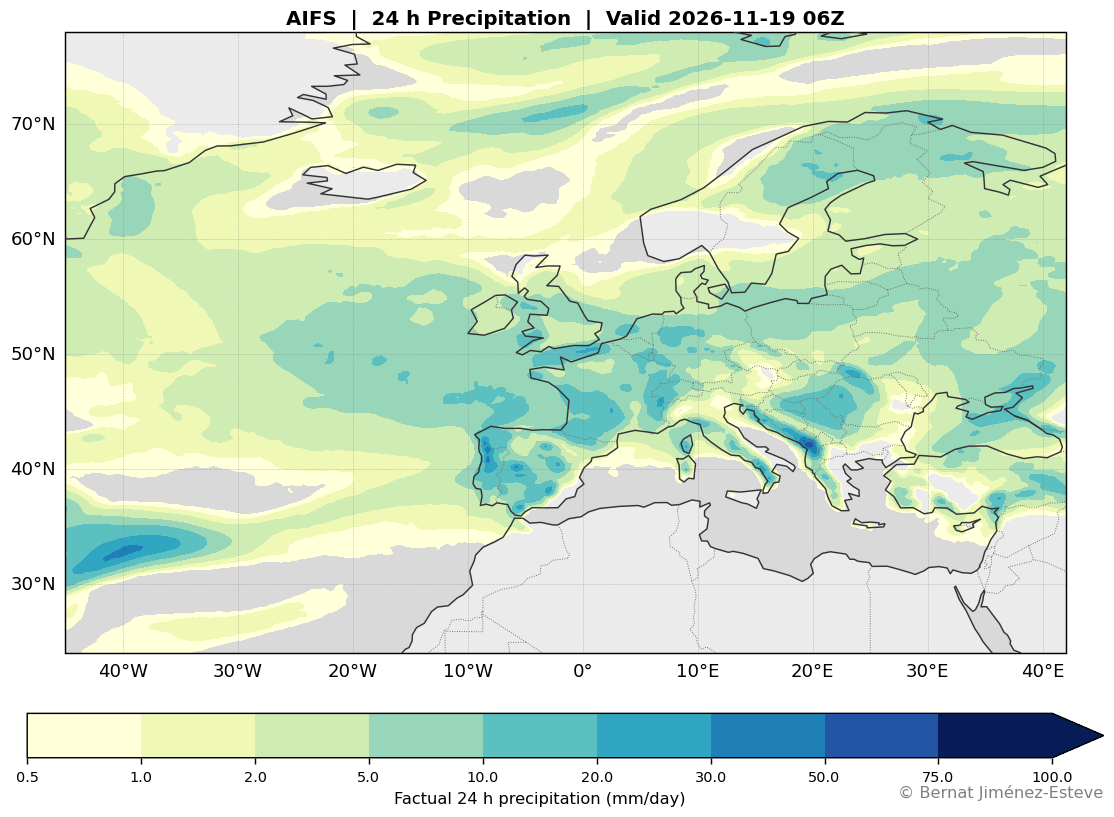 AIFS | 24 h Precipitation | Valid 2026-11-19 06Z
70°N
60°N
50°N
40°N
30°N
40°W 30°W 20°W 10°W 0° 10°E 20°E 30°E 40°E
0.5 1.0 2.0 5.0 10.0 20.0 30.0 50.0 75.0 100.0
Factual 24 h precipitation (mm/day)
© Bernat Jiménez-Esteve